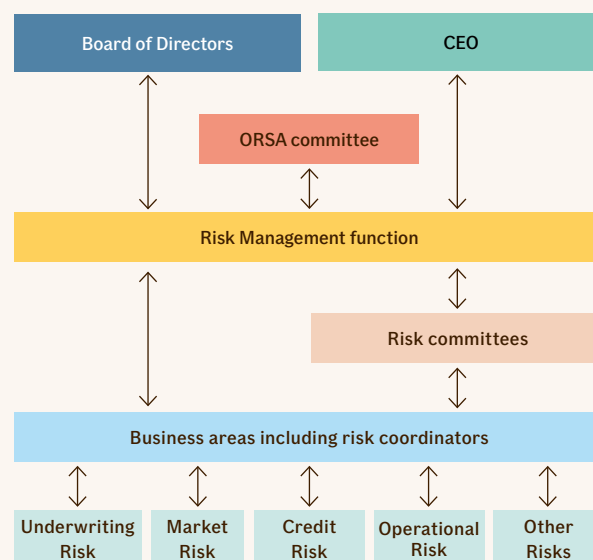 Board of Directors
CEO
ORSA committee
Risk Management function
Risk committees
Business areas including risk coordinators
Underwriting
Risk
Market
Risk
Credit
Risk
Operational
Risk
Other
Risks